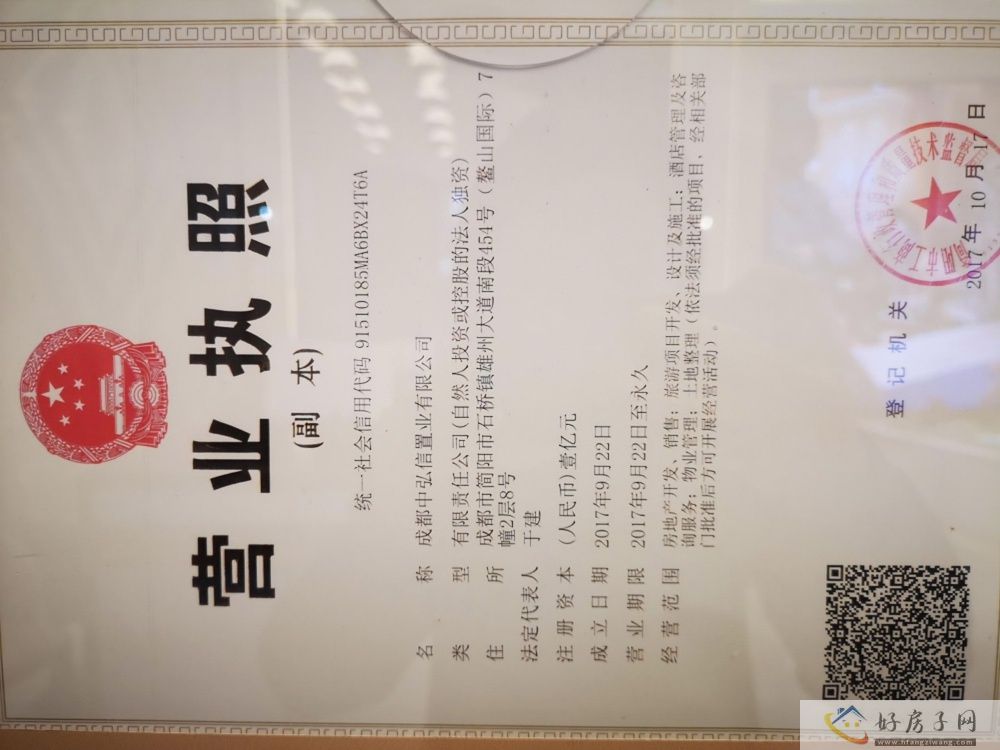 营业执照
(副 本)
统一社会信用代码 91510185MA6BX24T6A
名 称 成都中弘信置业有限公司
类 型 有限责任公司(自然人投资或控股的法人独资)
住 所 成都市简阳市石桥镇雄州大道南段454号(鳌山国际)7
幢2层8号
法定代表人 于建
注册资本 (人民币)壹亿元
成立日期 2017年9月22日
营业期限 2017年9月22日至永久
经营范围 房地产开发、销售；旅游项目开发、设计及施工；酒店管理及咨
询服务；物业管理；土地整理（依法须经批准的项目，经相关部
门批准后方可开展经营活动）。
登记机关
2017年 10月 17日
好房子网
www.hfangziwang.com